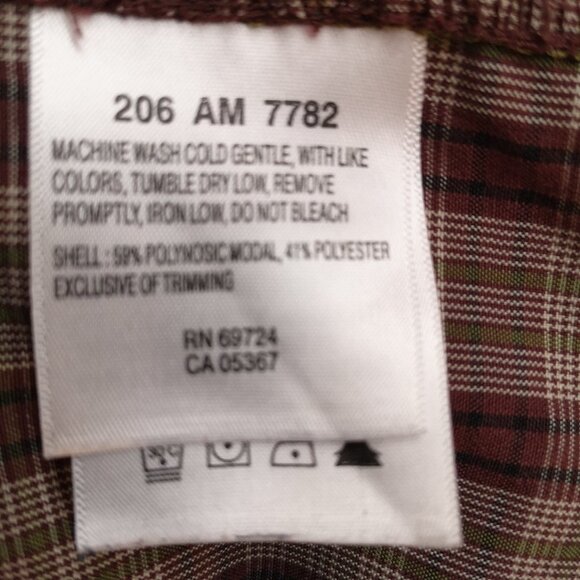 206 AM 7782
MACHINE WASH COLD GENTLE, WITH LIKE
COLORS, TUMBLE DRY LOW, REMOVE
PROMPTLY, IRON LOW, DO NOT BLEACH
SHELL : 59% POLYNOSIC MODAL, 41% POLYESTER
EXCLUSIVE OF TRIMMING
RN 69724
CA 05367